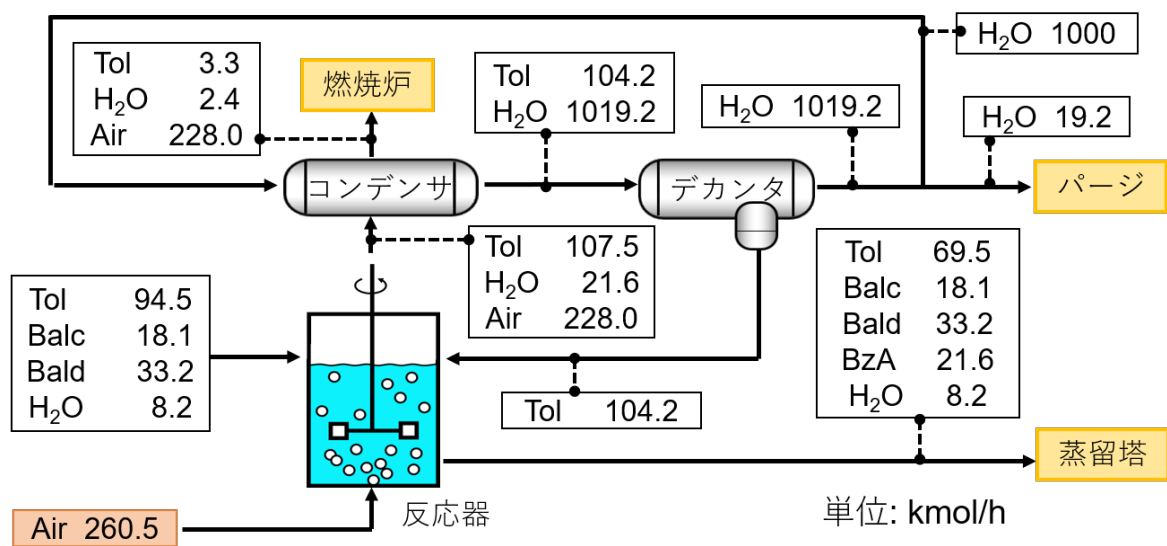 Tol 3.3
H₂O 2.4
Air 228.0
燃焼炉
Tol 104.2
H₂O 1019.2
H₂O 1019.2
H₂O 1000
H₂O 19.2
コンデンサ
デカンタ
パージ
Tol 107.5
H₂O 21.6
Air 228.0
Tol 69.5
Balc 18.1
Bald 33.2
BzA 21.6
H₂O 8.2
Tol 94.5
Balc 18.1
Bald 33.2
H₂O 8.2
Tol 104.2
蒸留塔
反応器
単位: kmol/h
Air 260.5